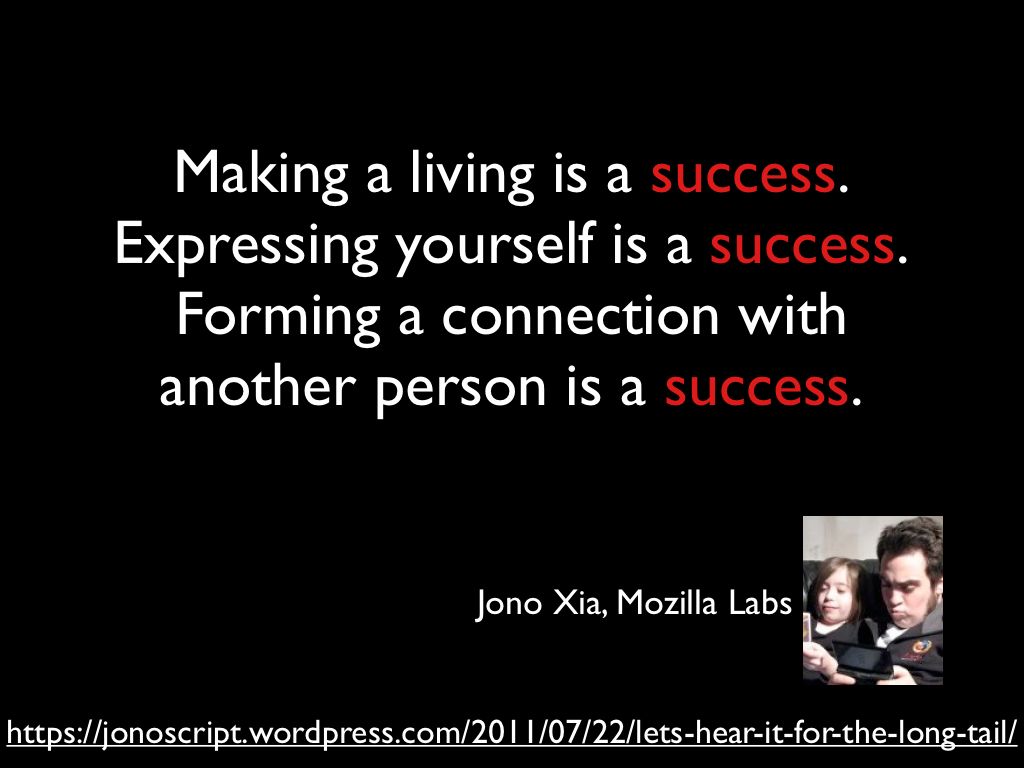 Making a living is a success.
Expressing yourself is a success.
Forming a connection with
another person is a success.
Jono Xia, Mozilla Labs
https://jonoscript.wordpress.com/2011/07/22/lets-hear-it-for-the-long-tail/